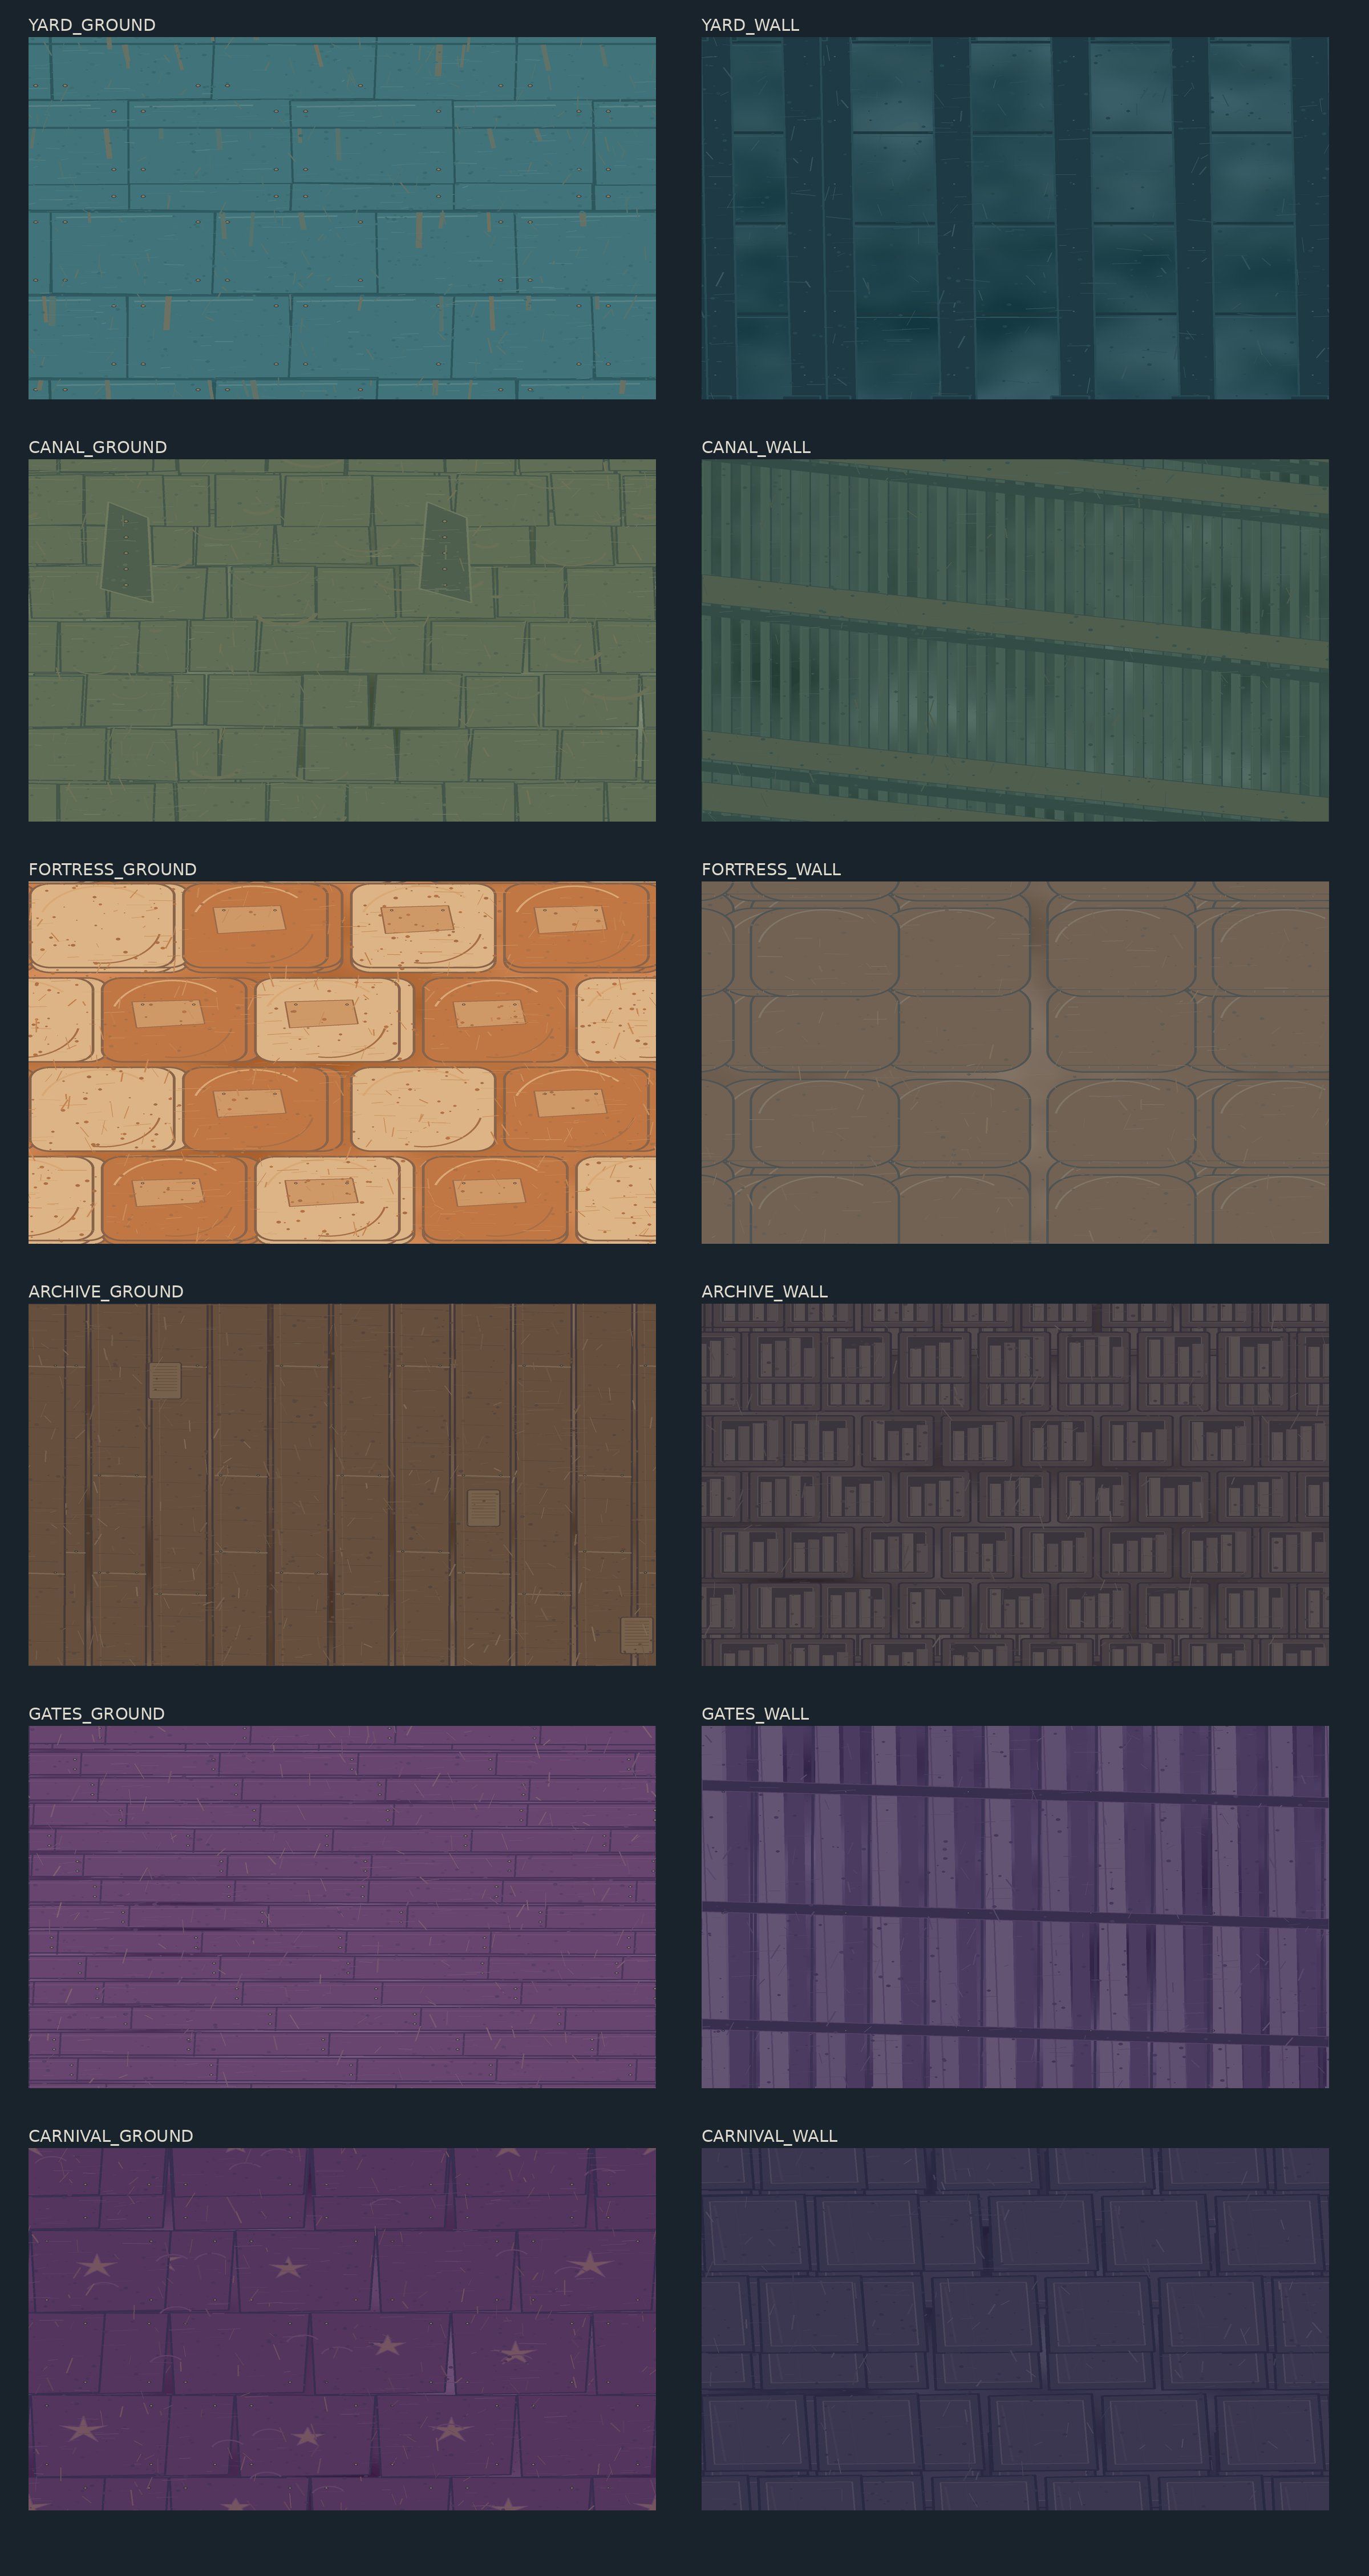 YARD_GROUND
YARD_WALL
CANAL_GROUND
CANAL_WALL
FORTRESS_GROUND
FORTRESS_WALL
ARCHIVE_GROUND
ARCHIVE_WALL
GATES_GROUND
GATES_WALL
CARNIVAL_GROUND
CARNIVAL_WALL